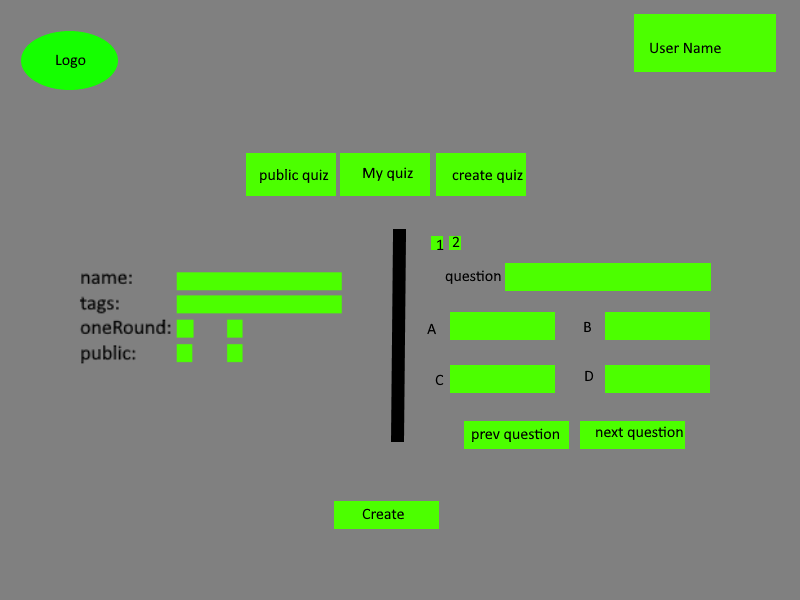 Logo
User Name
public quiz
My quiz
create quiz
name:
tags:
oneRound:
public:
1 2
question
A
B
C
D
prev question
next question
Create